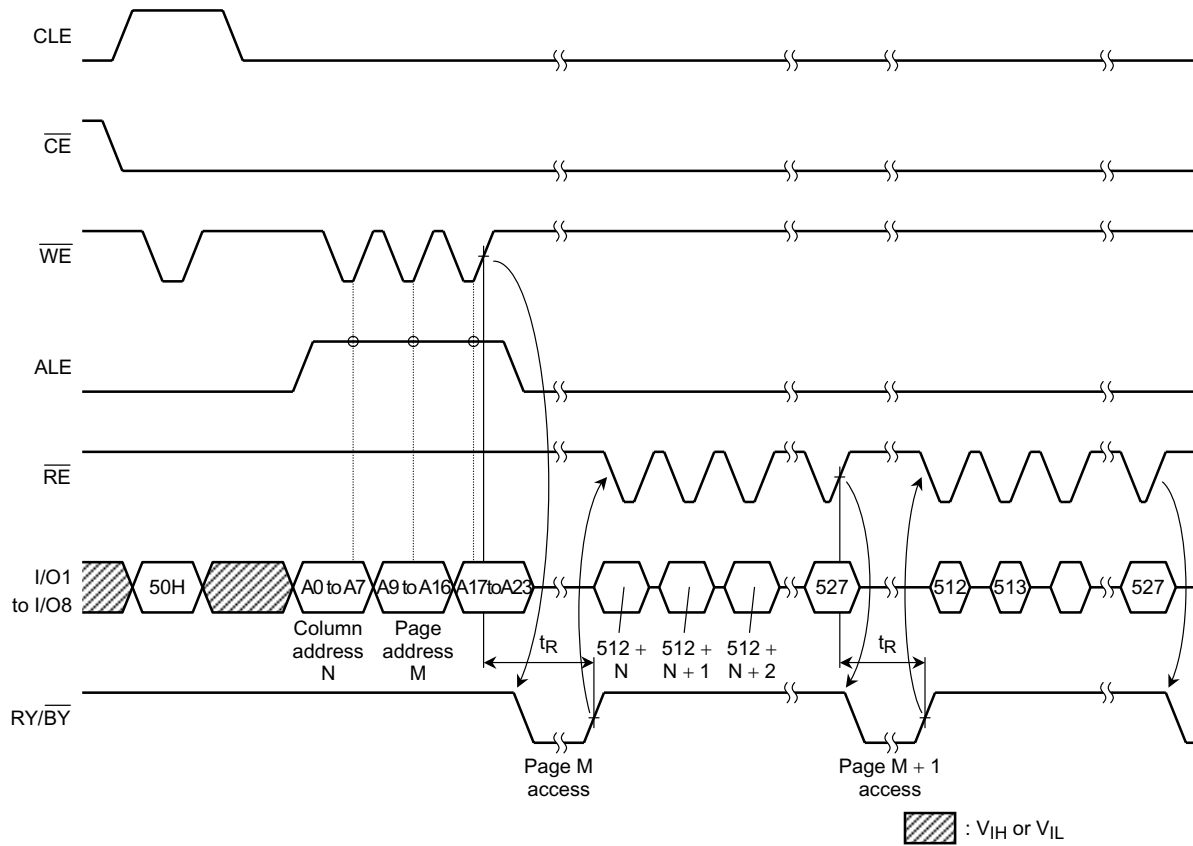 CLE
CE
WE
ALE
RE
I/O1
to I/O8
50H
A0 to A7
A9 to A16
A17 to A23
527
512
513
527
Column
address
N
Page
address
M
tR
512 +
N
512 +
N + 1
512 +
N + 2
tR
RY/BY
Page M
access
Page M + 1
access
: VIH or VIL